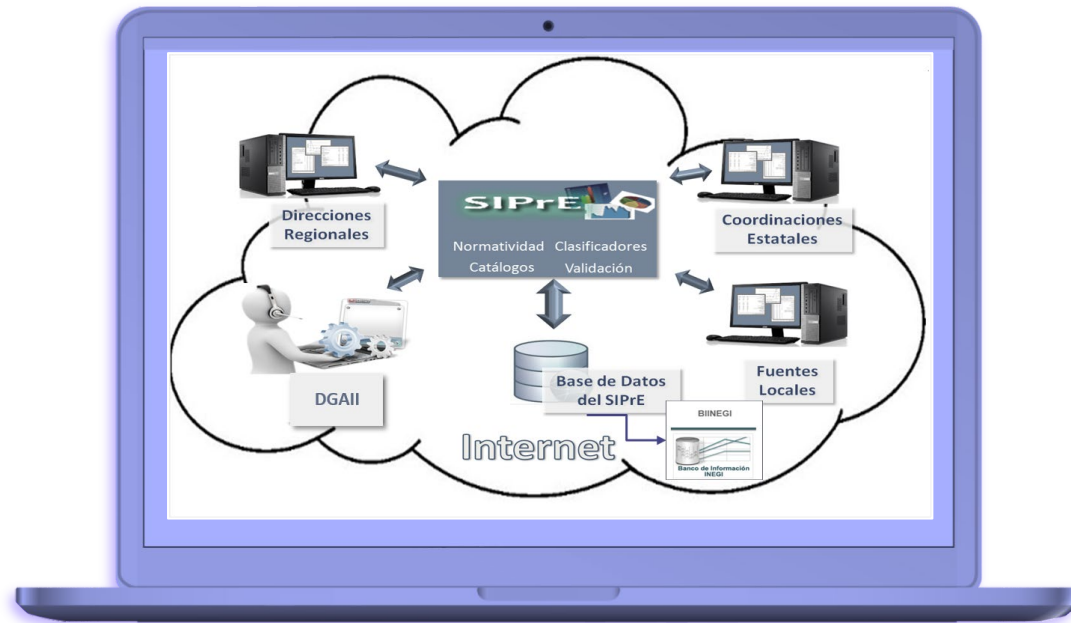 SIPrE
Normatividad Clasificadores
Catálogos Validación
Direcciones
Regionales
Coordinaciones
Estatales
DGAII
Fuentes
Locales
Base de Datos
del SIPrE
BIINEGI
Banco de Información
INEGI
Internet